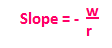 Slope = - w/r